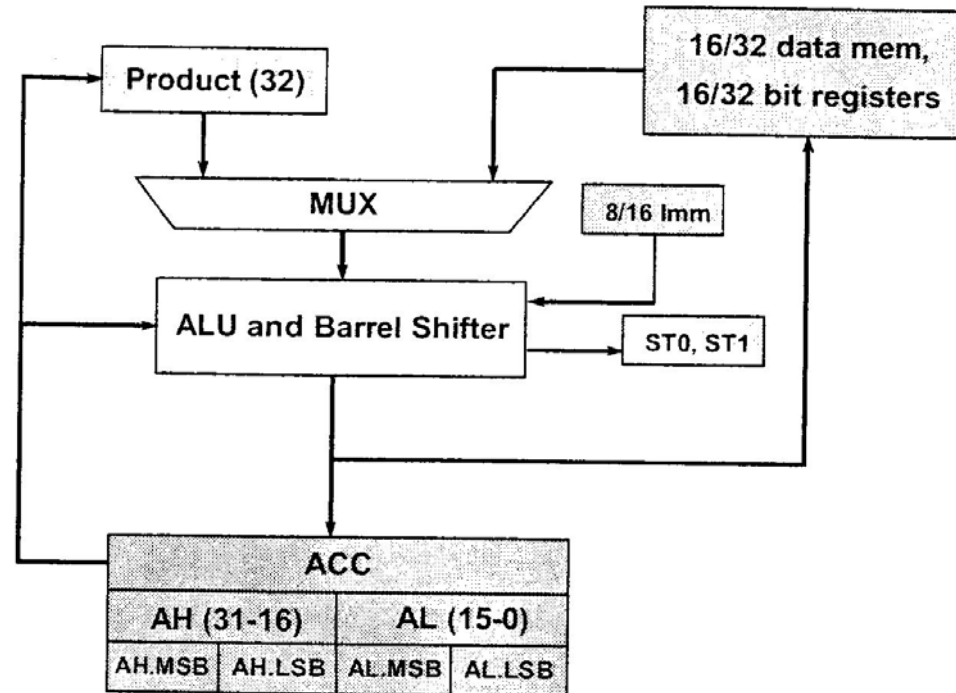 16/32 data mem,
16/32 bit registers
Product (32)
MUX
8/16 Imm
ALU and Barrel Shifter
ST0, ST1
ACC
AH (31-16)
AL (15-0)
AH.MSB
AH.LSB
AL.MSB
AL.LSB